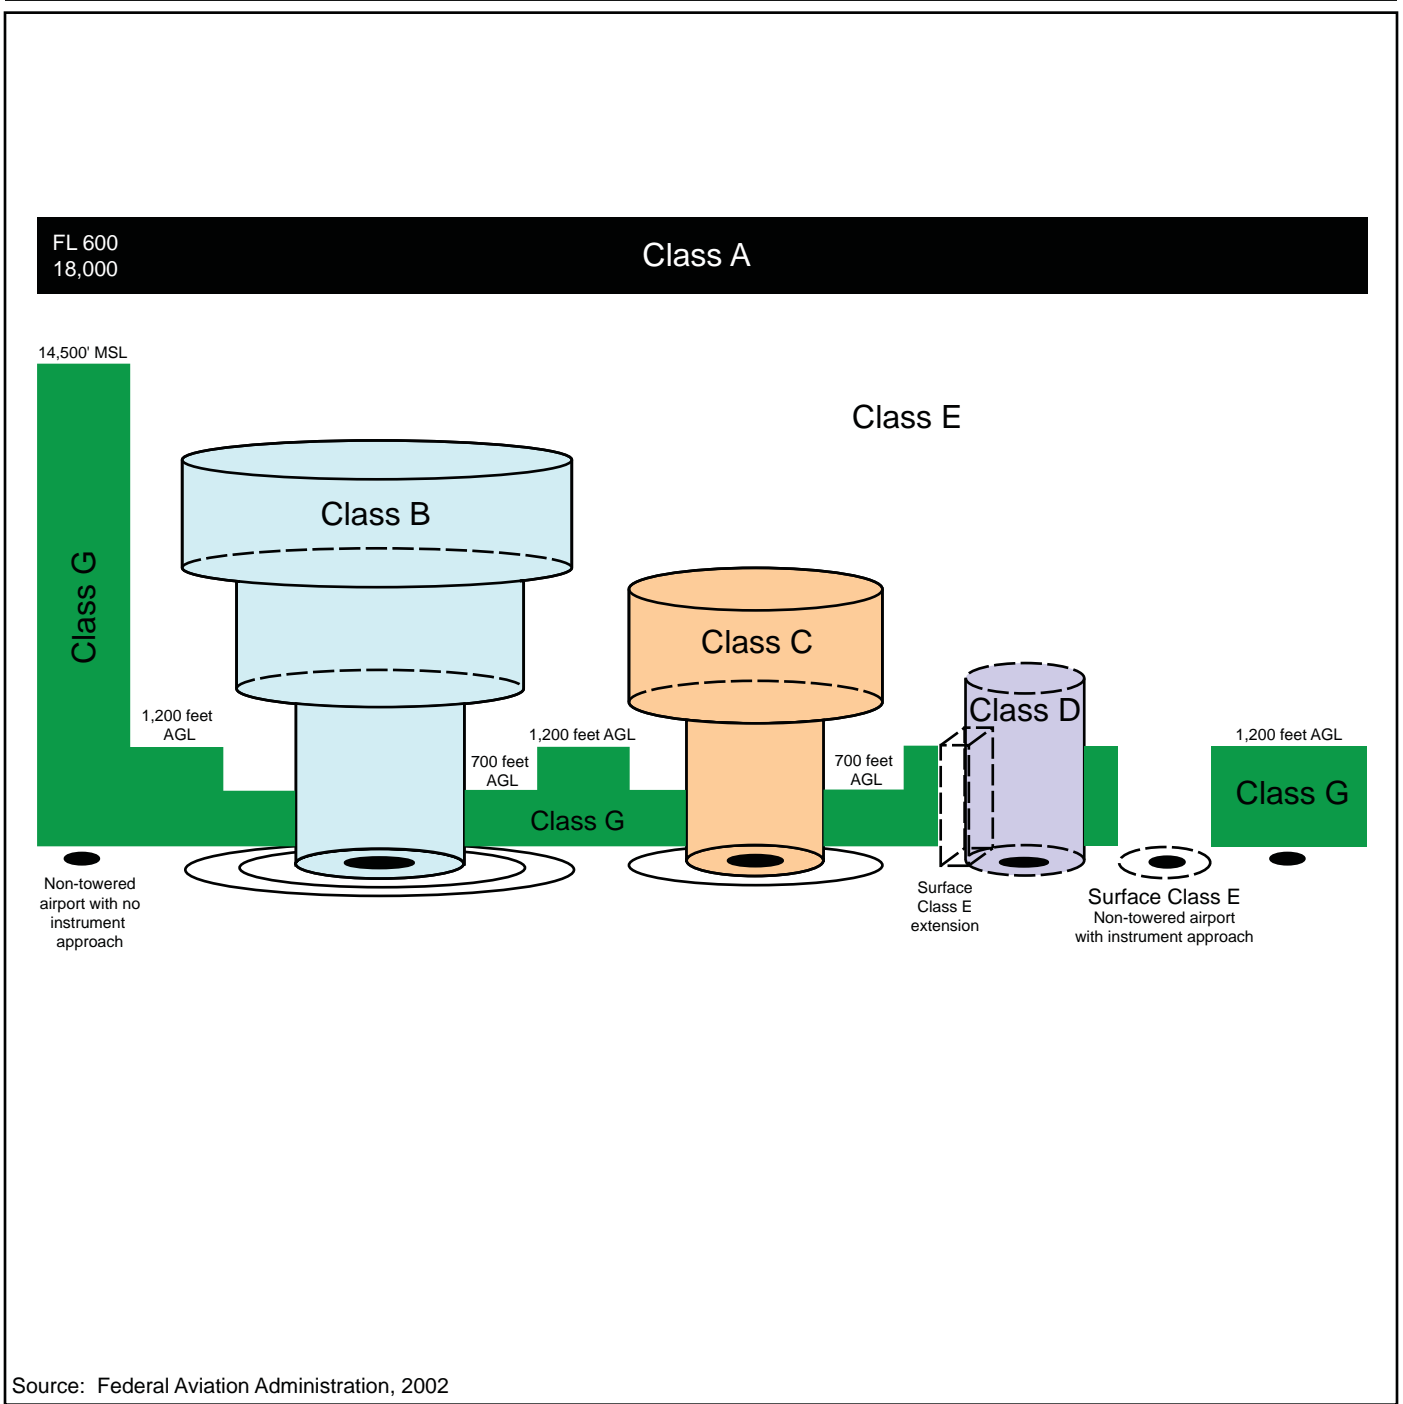 FL 600
18,000
Class A
14,500' MSL
Class E
Class B
Class G
Class C
Class D
1,200 feet
AGL
1,200 feet AGL
700 feet
AGL
700 feet
AGL
1,200 feet AGL
Class G
Class G
Non-towered
airport with no
instrument
approach
Surface
Class E
extension
Surface Class E
Non-towered airport
with instrument approach
Source:  Federal Aviation Administration, 2002